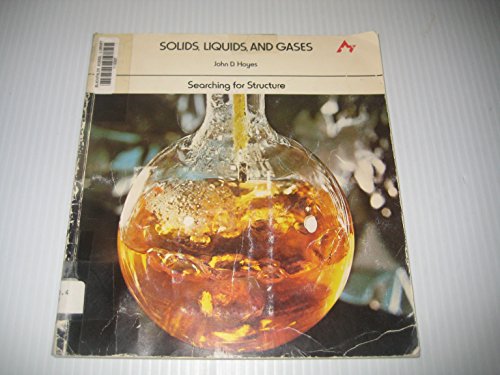 SOLIDS, LIQUIDS, AND GASES
John D. Hayes
Searching for Structure